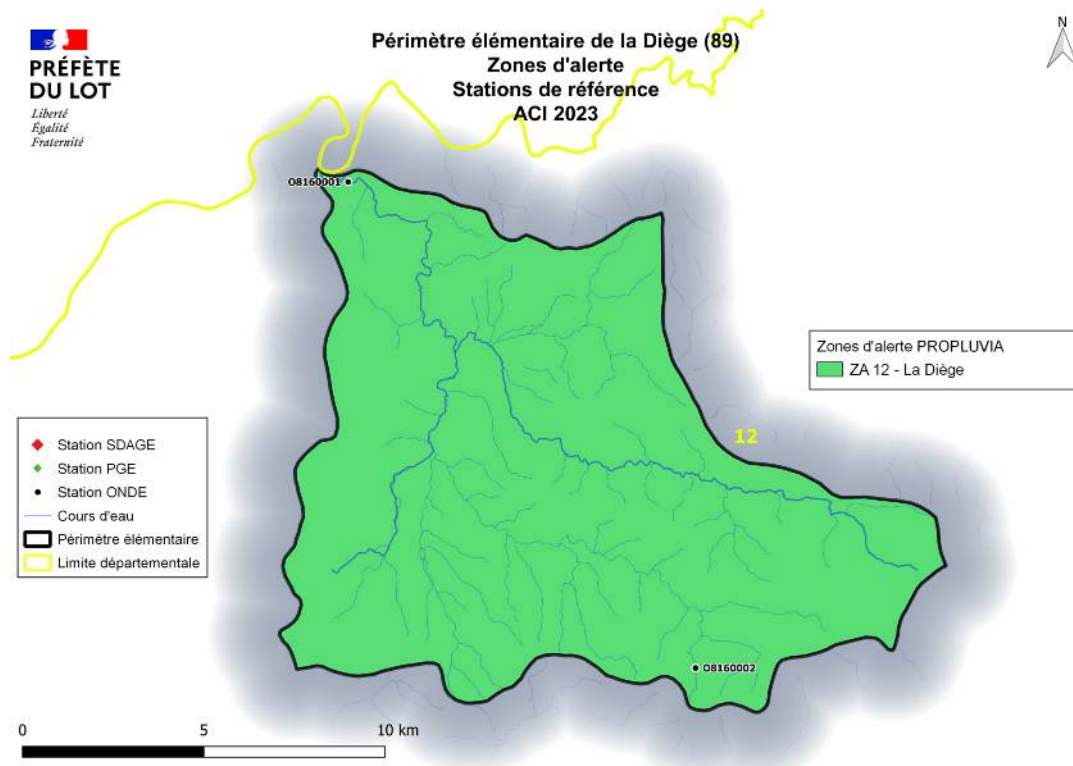 PRÉFÈTE
DU LOT
Liberté
Égalité
Fraternité
Périmètre élémentaire de la Diège (89)
Zones d'alerte
Stations de référence
ACI 2023
N
O8160001
Zones d'alerte PROPLUVIA
ZA 12 - La Diège
12
Station SDAGE
Station PGE
Station ONDE
Cours d'eau
Périmètre élémentaire
Limite départementale
O8160002
0 5 10 km